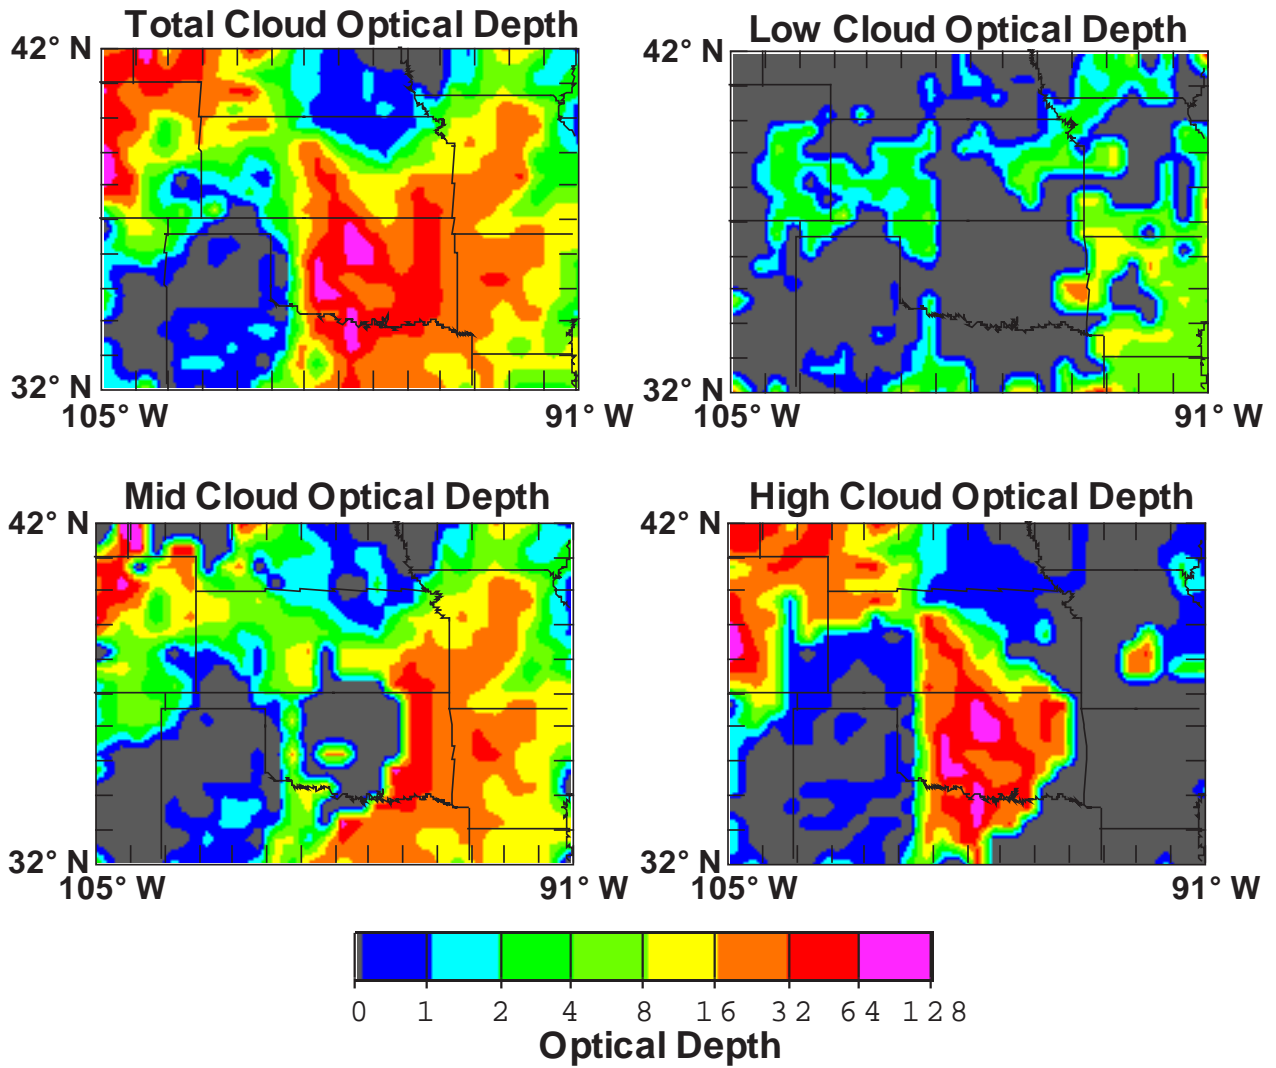 Total Cloud Optical Depth
42° N
32° N
105° W
91° W
Low Cloud Optical Depth
42° N
32° N
105° W
91° W
Mid Cloud Optical Depth
42° N
32° N
105° W
91° W
High Cloud Optical Depth
42° N
32° N
105° W
91° W
0 1 2 4 8 16 32 64 128
Optical Depth